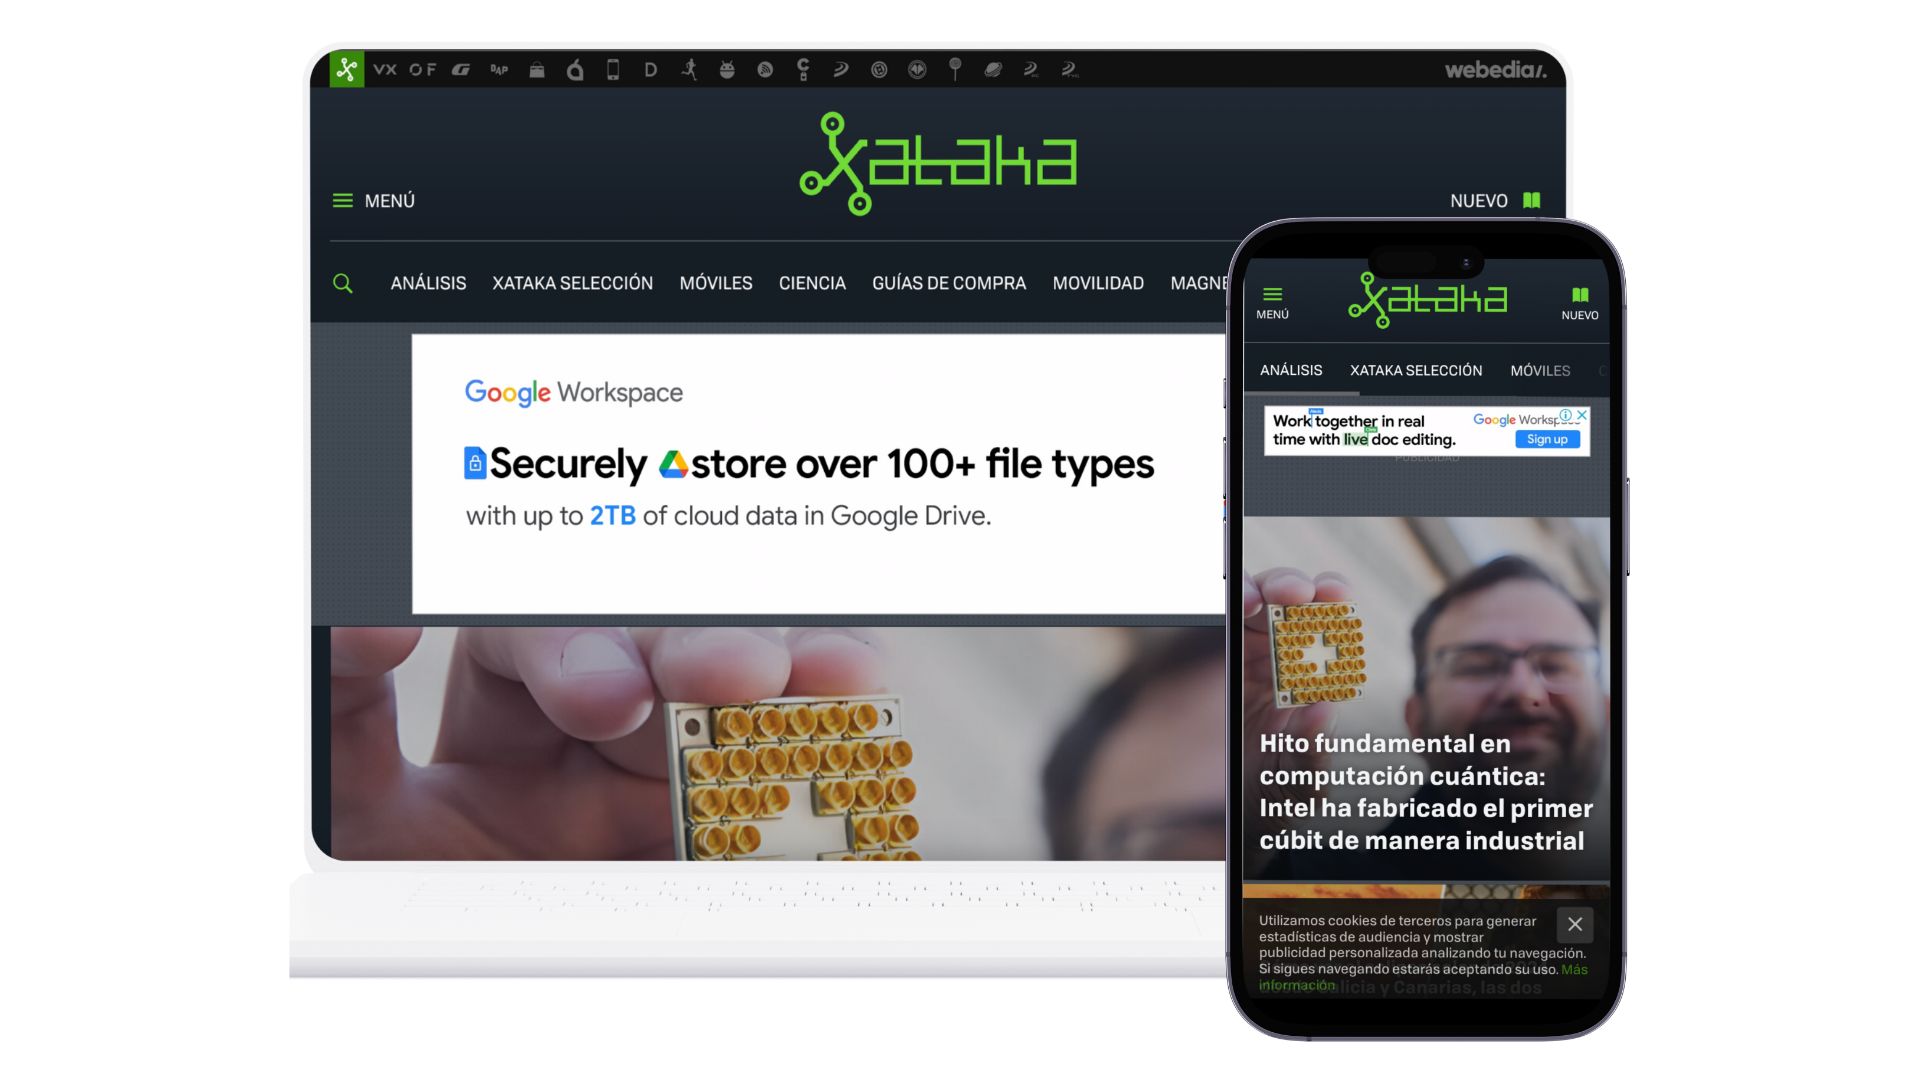 VX OF DAP D webedia/.
xataka
MENÚ
NUEVO
ANÁLISIS XATAKA SELECCIÓN MÓVILES CIENCIA GUÍAS DE COMPRA MOVILIDAD MAGNE
Google Workspace
Securely store over 100+ file types
with up to 2TB of cloud data in Google Drive.
xataka
MENÚ
NUEVO
ANÁLISIS XATAKA SELECCIÓN MÓVILES C
Work together in real
time with live doc editing.
Google Workspace
Sign up
PUBLICIDAD
Hito fundamental en
computación cuántica:
Intel ha fabricado el primer
cúbit de manera industrial
Utilizamos cookies de terceros para generar
estadísticas de audiencia y mostrar
publicidad personalizada analizando tu navegación.
Si sigues navegando estarás aceptando su uso. Más
información
desde Galicia y Canarias, las dos